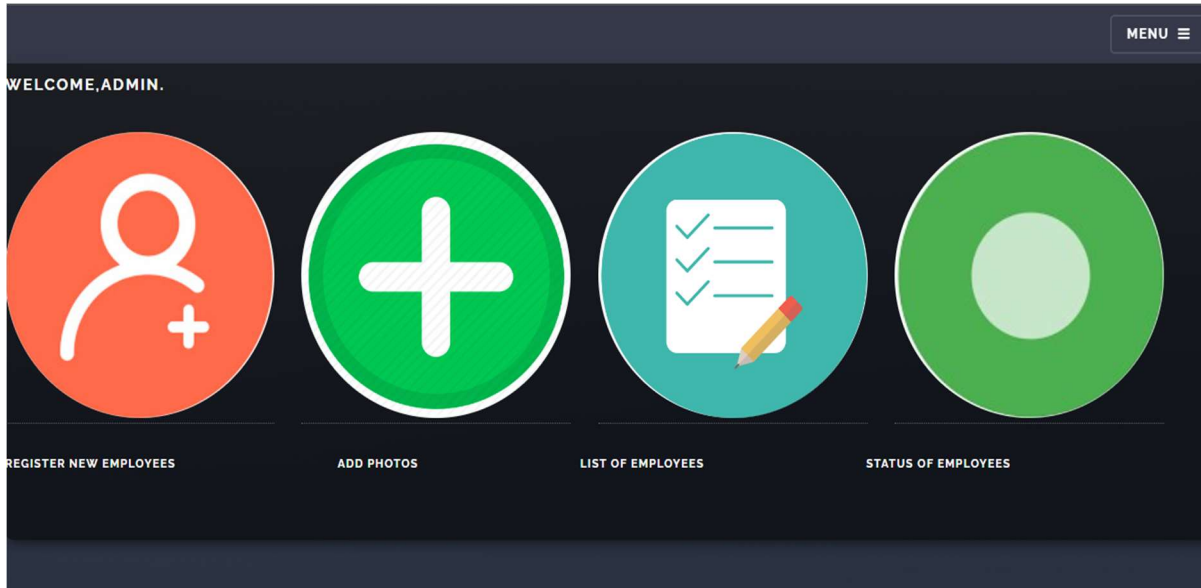 MENU ☰
WELCOME,ADMIN.
REGISTER NEW EMPLOYEES
ADD PHOTOS
LIST OF EMPLOYEES
STATUS OF EMPLOYEES